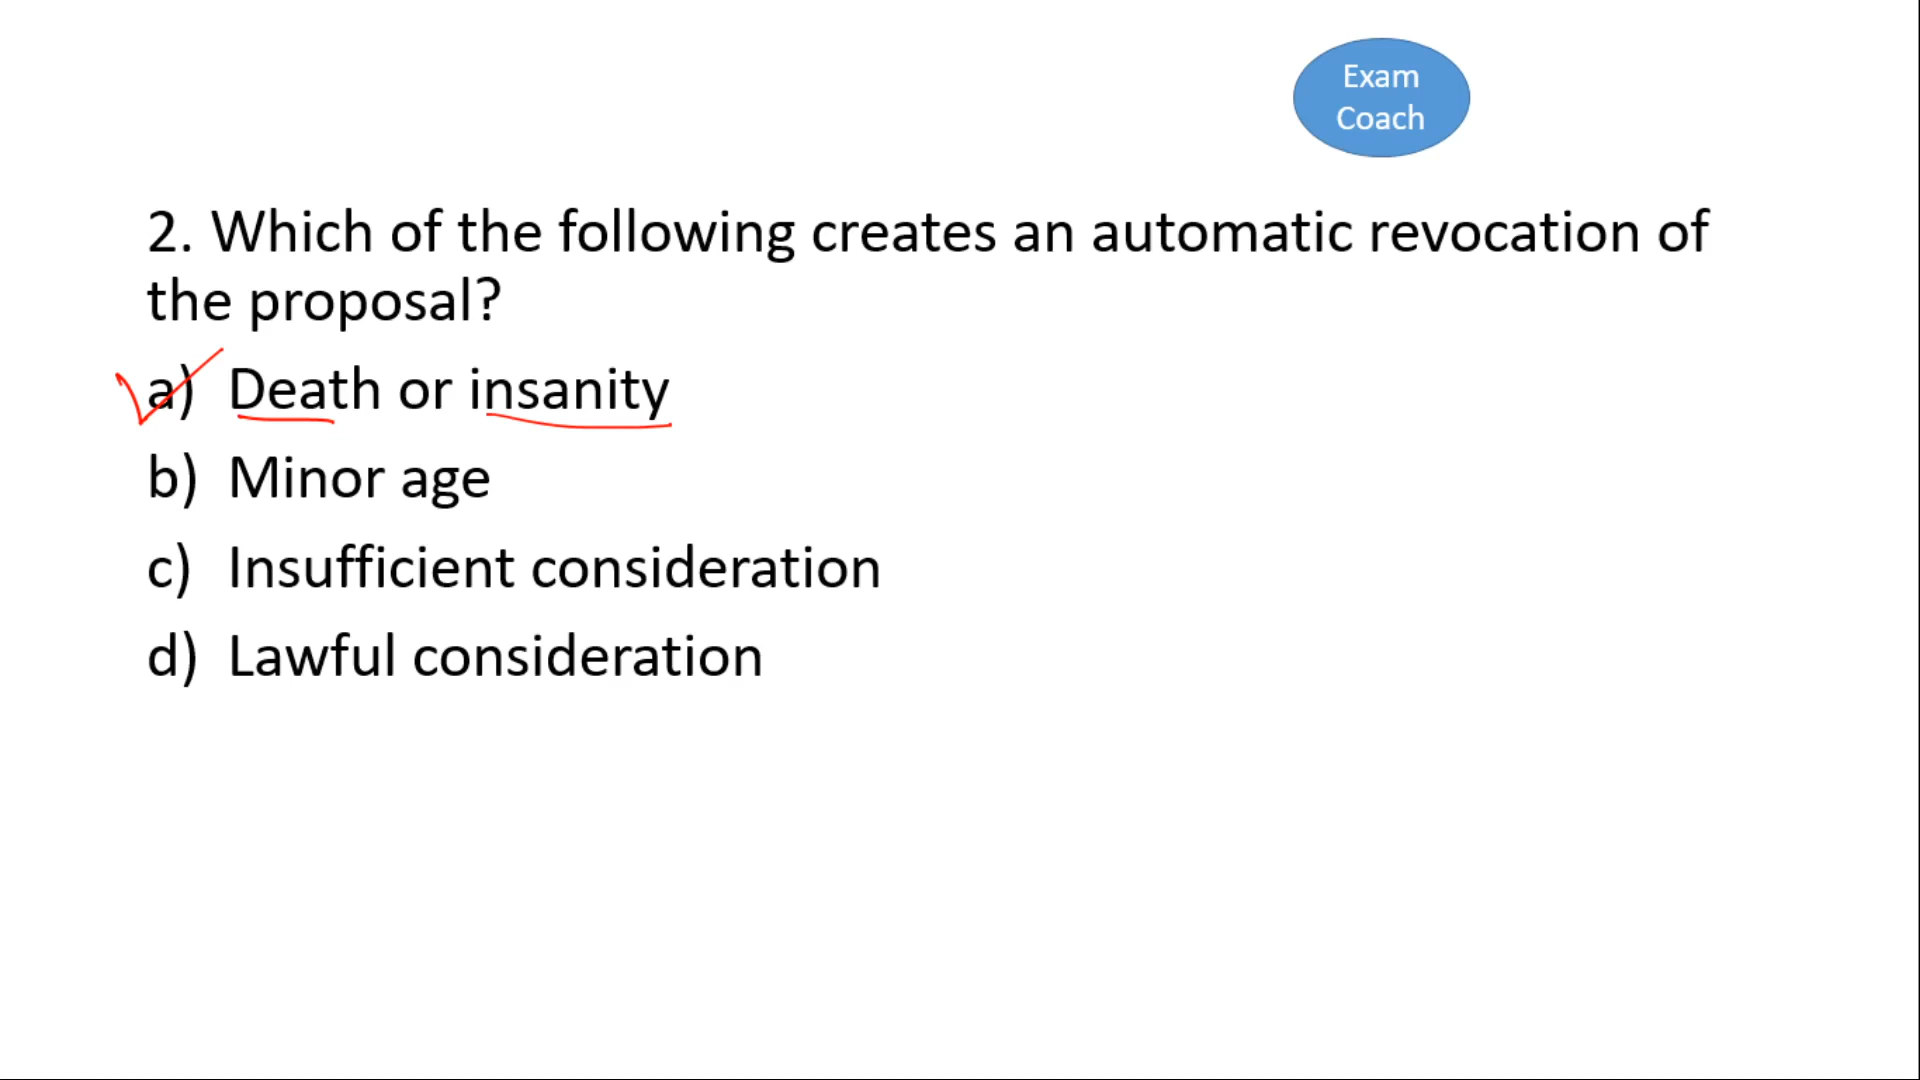 Exam
Coach
2. Which of the following creates an automatic revocation of
the proposal?
a) Death or insanity
b) Minor age
c) Insufficient consideration
d) Lawful consideration